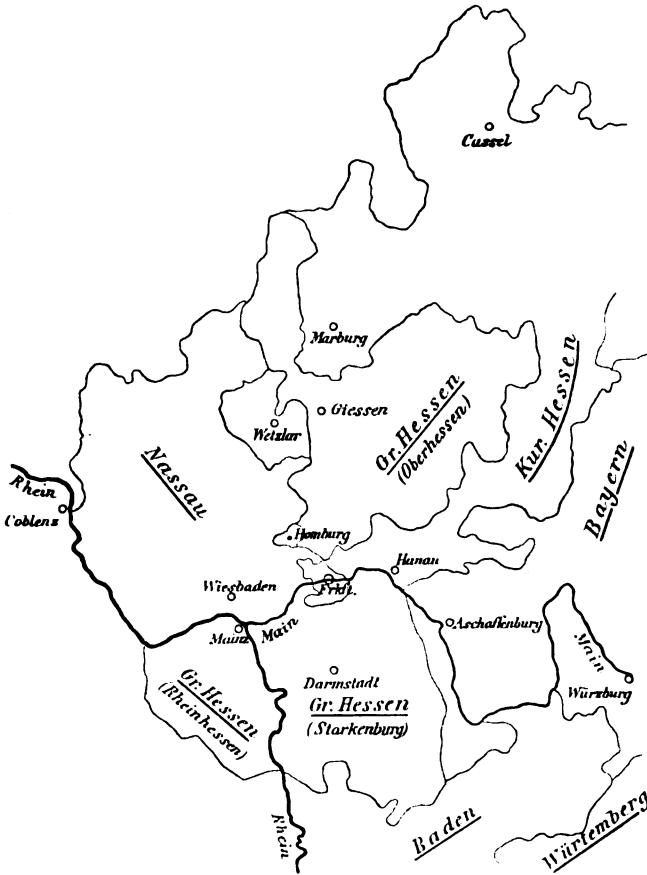 Cassel
Marburg
Giessen
Wetzlar
Gr. Hessen
(Oberhessen)
Kur. Hessen
Bayern
Nassau
Rhein
Coblenz
Homburg
Hanau
Wiesbaden
Frkft.
Mainz
Main
Aschaffenburg
Main
Würzburg
Gr. Hessen
(Rheinhessen)
Darmstadt
Gr. Hessen
(Starkenburg)
Rhein
Baden
Würtemberg